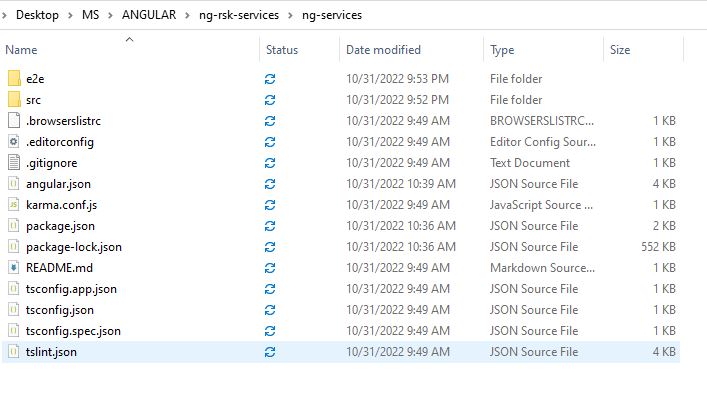 Desktop > MS > ANGULAR > ng-rsk-services > ng-services
Name Status Date modified Type Size
e2e 10/31/2022 9:53 PM File folder
src 10/31/2022 9:52 PM File folder
.browserslistrc 10/31/2022 9:49 AM BROWSERSLISTRC... 1 KB
.editorconfig 10/31/2022 9:49 AM Editor Config Sour... 1 KB
.gitignore 10/31/2022 9:49 AM Text Document 1 KB
angular.json 10/31/2022 10:39 AM JSON Source File 4 KB
karma.conf.js 10/31/2022 9:49 AM JavaScript Source ... 1 KB
package.json 10/31/2022 10:36 AM JSON Source File 2 KB
package-lock.json 10/31/2022 10:36 AM JSON Source File 552 KB
README.md 10/31/2022 9:49 AM Markdown Source... 1 KB
tsconfig.app.json 10/31/2022 9:49 AM JSON Source File 1 KB
tsconfig.json 10/31/2022 9:49 AM JSON Source File 1 KB
tsconfig.spec.json 10/31/2022 9:49 AM JSON Source File 1 KB
tslint.json 10/31/2022 9:49 AM JSON Source File 4 KB